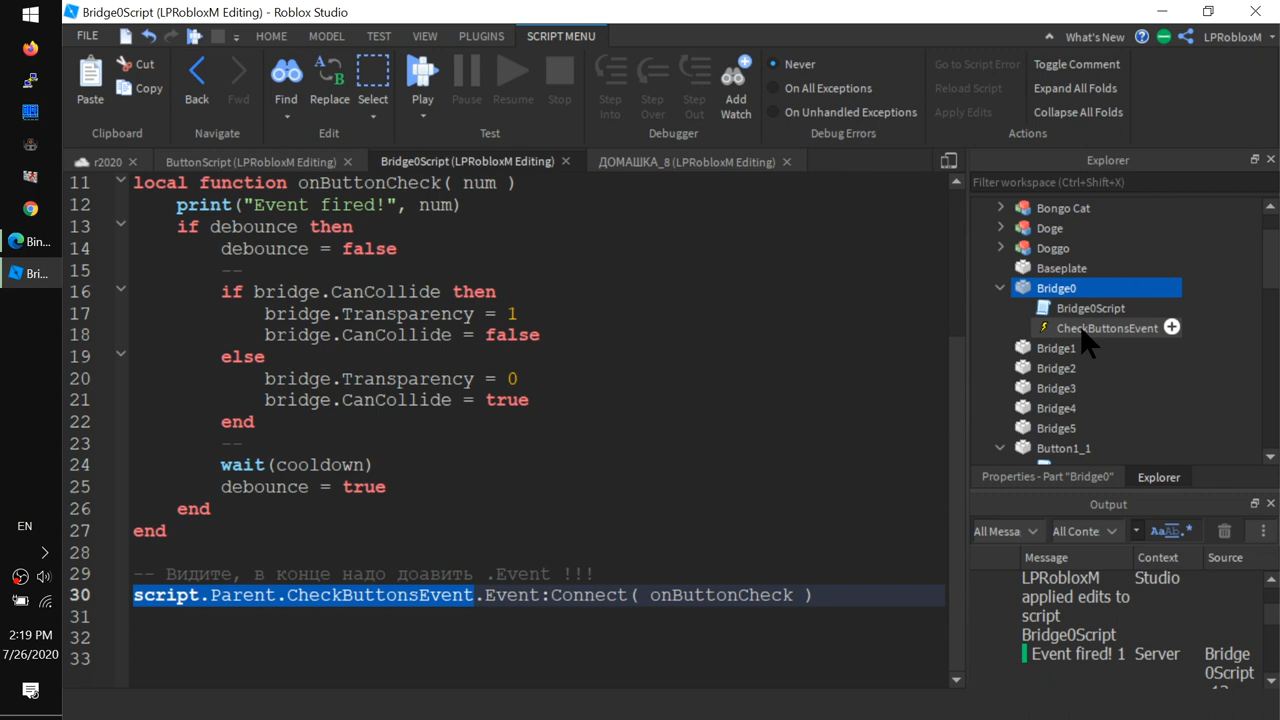 Bridge0Script (LPRobloxM Editing) - Roblox Studio
FILE HOME MODEL TEST VIEW PLUGINS SCRIPT MENU What's New LPRobloxM
Paste Cut Copy Clipboard
Back Fwd Navigate
Find Replace Select Edit
Play Pause Resume Stop Test
Step Into Step Over Step Out Add Watch Debugger
Never
On All Exceptions
On Unhandled Exceptions
Debug Errors
Go to Script Error Toggle Comment
Reload Script Expand All Folds
Apply Edits Collapse All Folds
Actions
r2020 ButtonScript (LPRobloxM Editing) Bridge0Script (LPRobloxM Editing) ДОМАШКА_8 (LPRobloxM Editing)
11 local function onButtonCheck( num )
12 print("Event fired!", num)
13 if debounce then
14 debounce = false
15 --
16 if bridge.CanCollide then
17 bridge.Transparency = 1
18 bridge.CanCollide = false
19 else
20 bridge.Transparency = 0
21 bridge.CanCollide = true
22 end
23 --
24 wait(cooldown)
25 debounce = true
26 end
27 end
28
29 -- Видите, в конце надо доавить .Event !!!
30 script.Parent.CheckButtonsEvent.Event:Connect( onButtonCheck )
31
32
33
Explorer
Filter workspace (Ctrl+Shift+X)
Bongo Cat
Doge
Doggo
Baseplate
Bridge0
Bridge0Script
CheckButtonsEvent
Bridge1
Bridge2
Bridge3
Bridge4
Bridge5
Button1_1
Properties - Part "Bridge0" Explorer
Output
All Messa All Conte AaAb.*
Message Context Source
LPRobloxM Studio
applied edits to
script
Bridge0Script
Event fired! 1 Server Bridge
0Script
Bin...
Bri...
EN
2:19 PM
7/26/2020